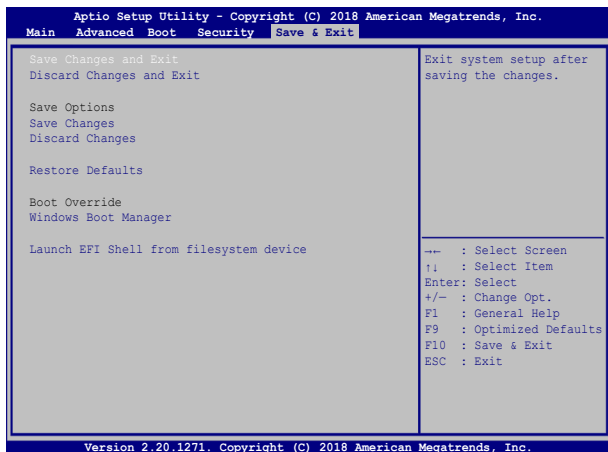 Aptio Setup Utility - Copyright (C) 2018 American Megatrends, Inc.
Main Advanced Boot Security Save & Exit
Save Changes and Exit
Discard Changes and Exit
Save Options
Save Changes
Discard Changes
Restore Defaults
Boot Override
Windows Boot Manager
Launch EFI Shell from filesystem device
Exit system setup after
saving the changes.
→← : Select Screen
↑↓ : Select Item
Enter: Select
+/— : Change Opt.
F1 : General Help
F9 : Optimized Defaults
F10 : Save & Exit
ESC : Exit
Version 2.20.1271. Copyright (C) 2018 American Megatrends, Inc.